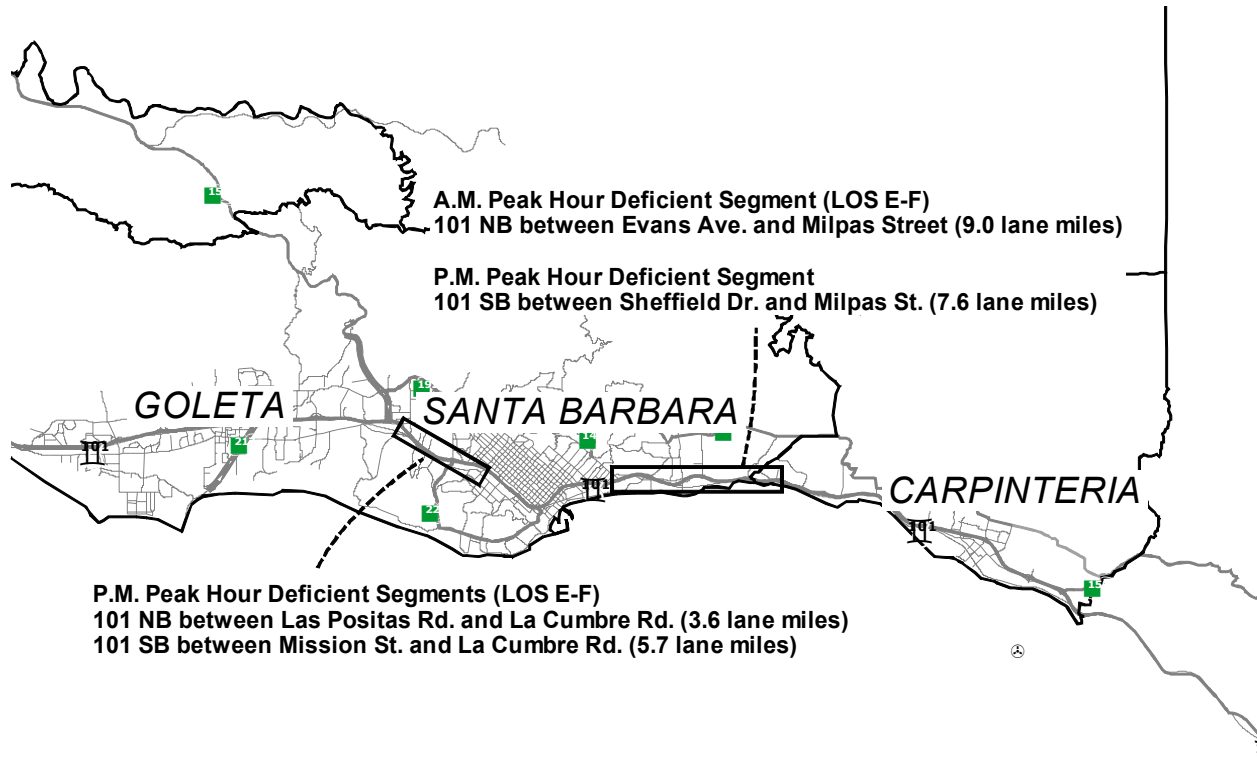 A.M. Peak Hour Deficient Segment (LOS E-F)
101 NB between Evans Ave. and Milpas Street (9.0 lane miles)
P.M. Peak Hour Deficient Segment
101 SB between Sheffield Dr. and Milpas St. (7.6 lane miles)
GOLETA
SANTA BARBARA
CARPINTERIA
101
21
22
101
101
P.M. Peak Hour Deficient Segments (LOS E-F)
101 NB between Las Positas Rd. and La Cumbre Rd. (3.6 lane miles)
101 SB between Mission St. and La Cumbre Rd. (5.7 lane miles)